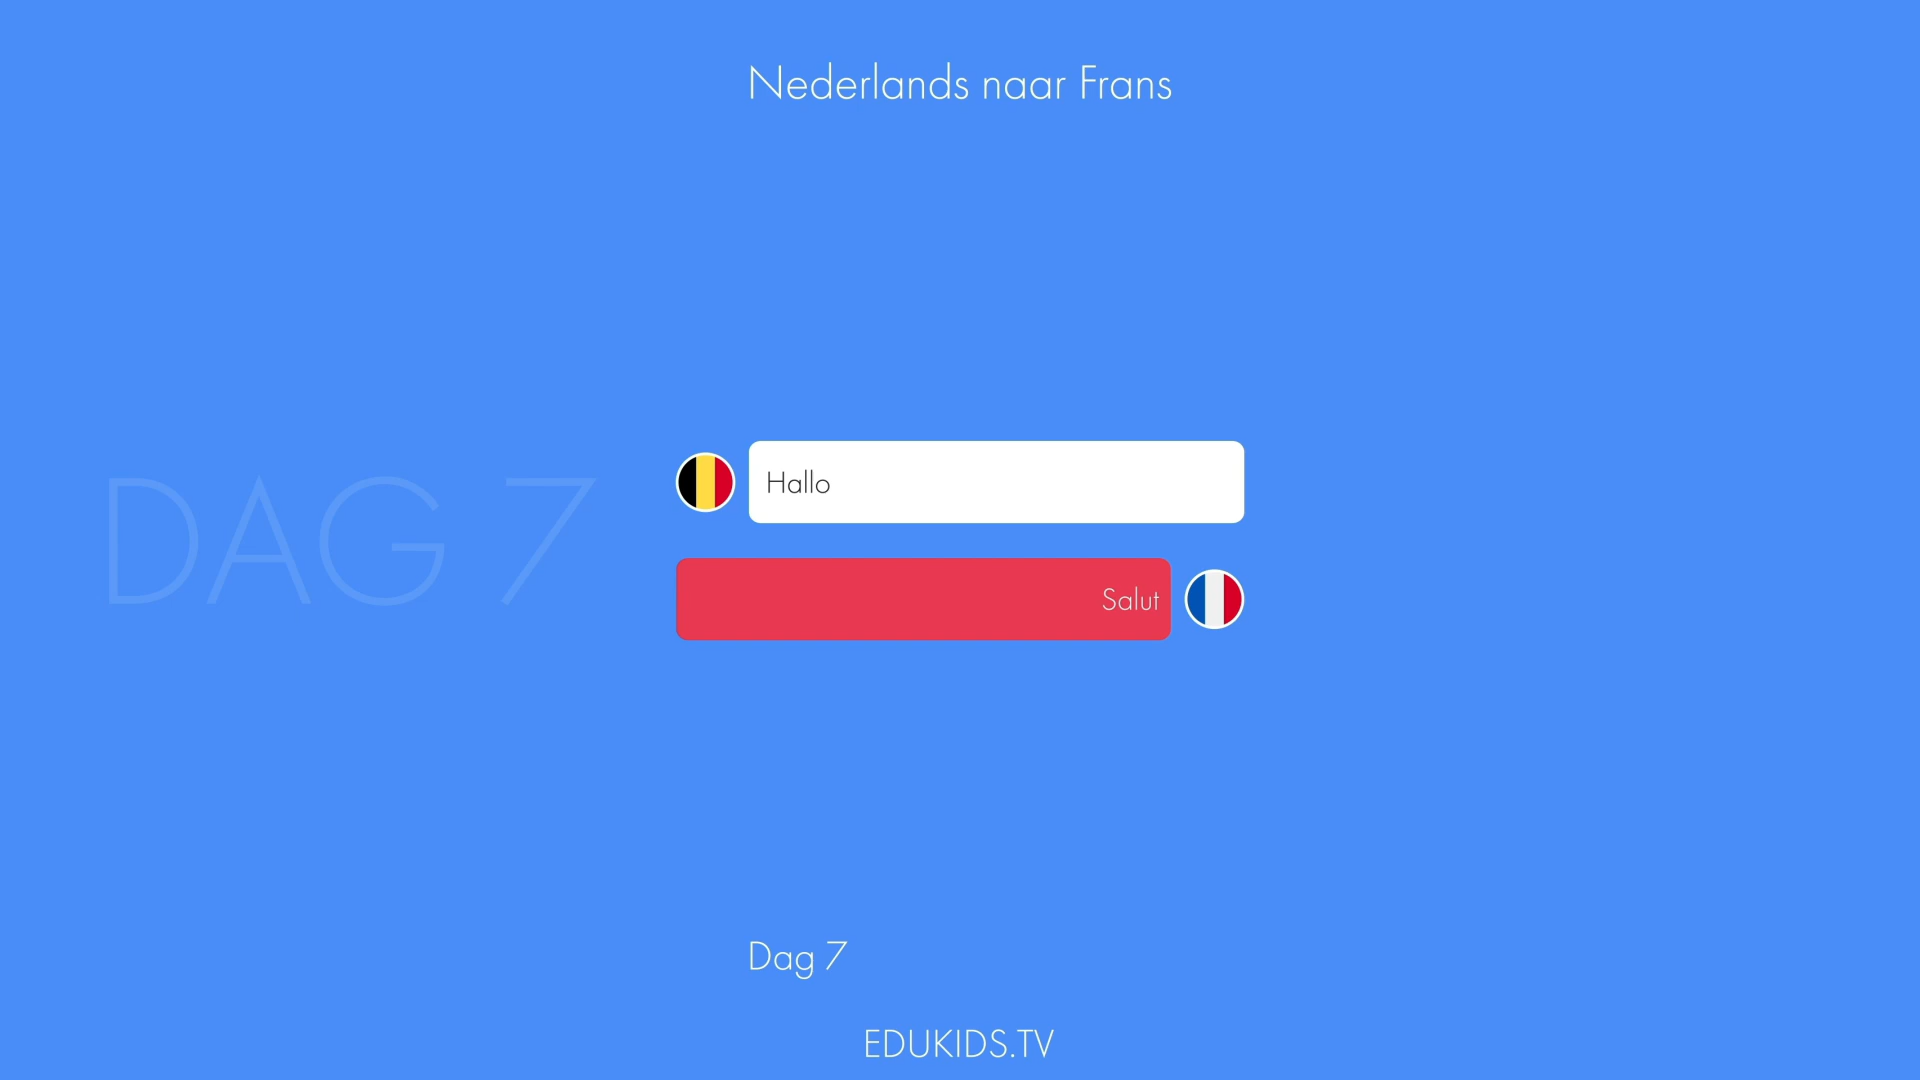 Nederlands naar Frans
DAG 7
Hallo
Salut
Dag 7
EDUKIDS.TV